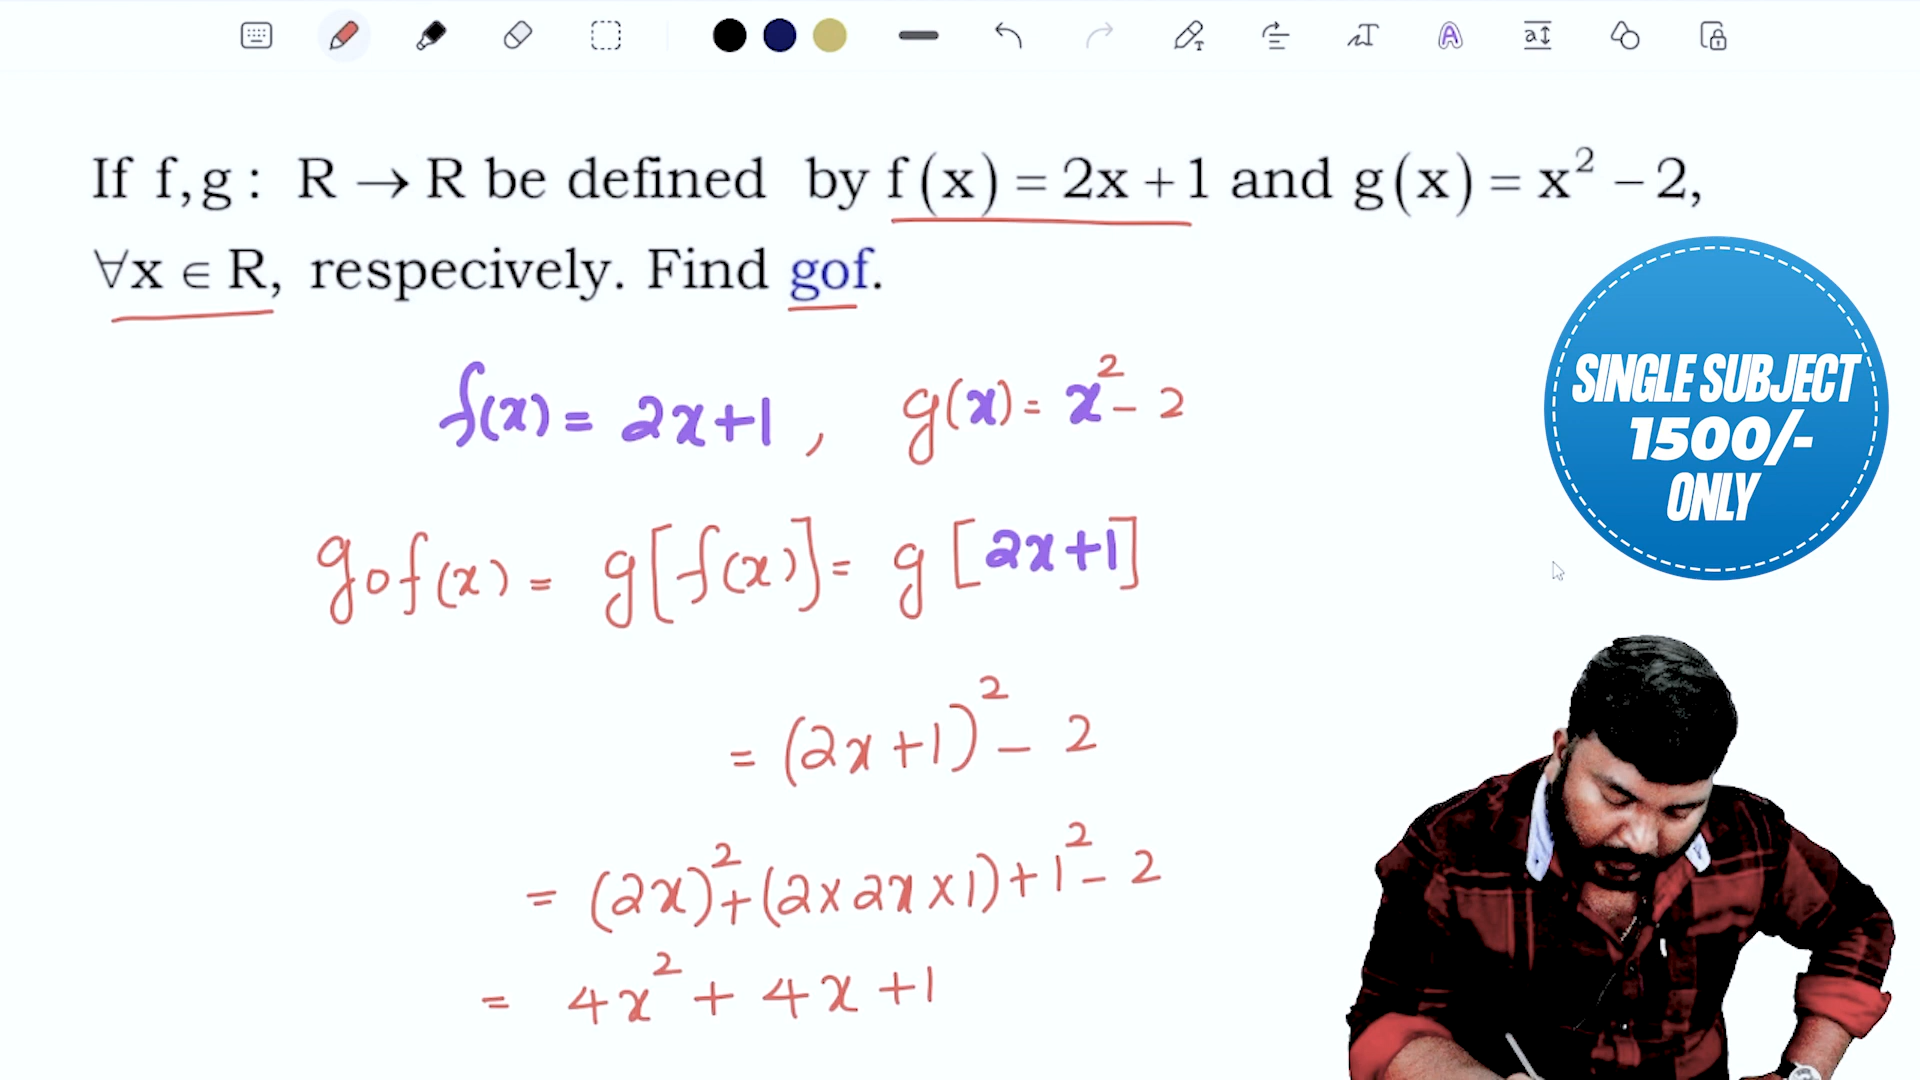 If f,g : R → R be defined by f(x) = 2x + 1 and g(x) = x² − 2,
∀x ∈ R, respecively. Find gof.
f(x) = 2x+1 , g(x) = x² - 2
gof(x) = g[f(x)] = g[2x+1]
= (2x+1)² - 2
= (2x)² + (2×2x×1) + 1² - 2
= 4x² + 4x + 1
SINGLE SUBJECT
1500/-
ONLY